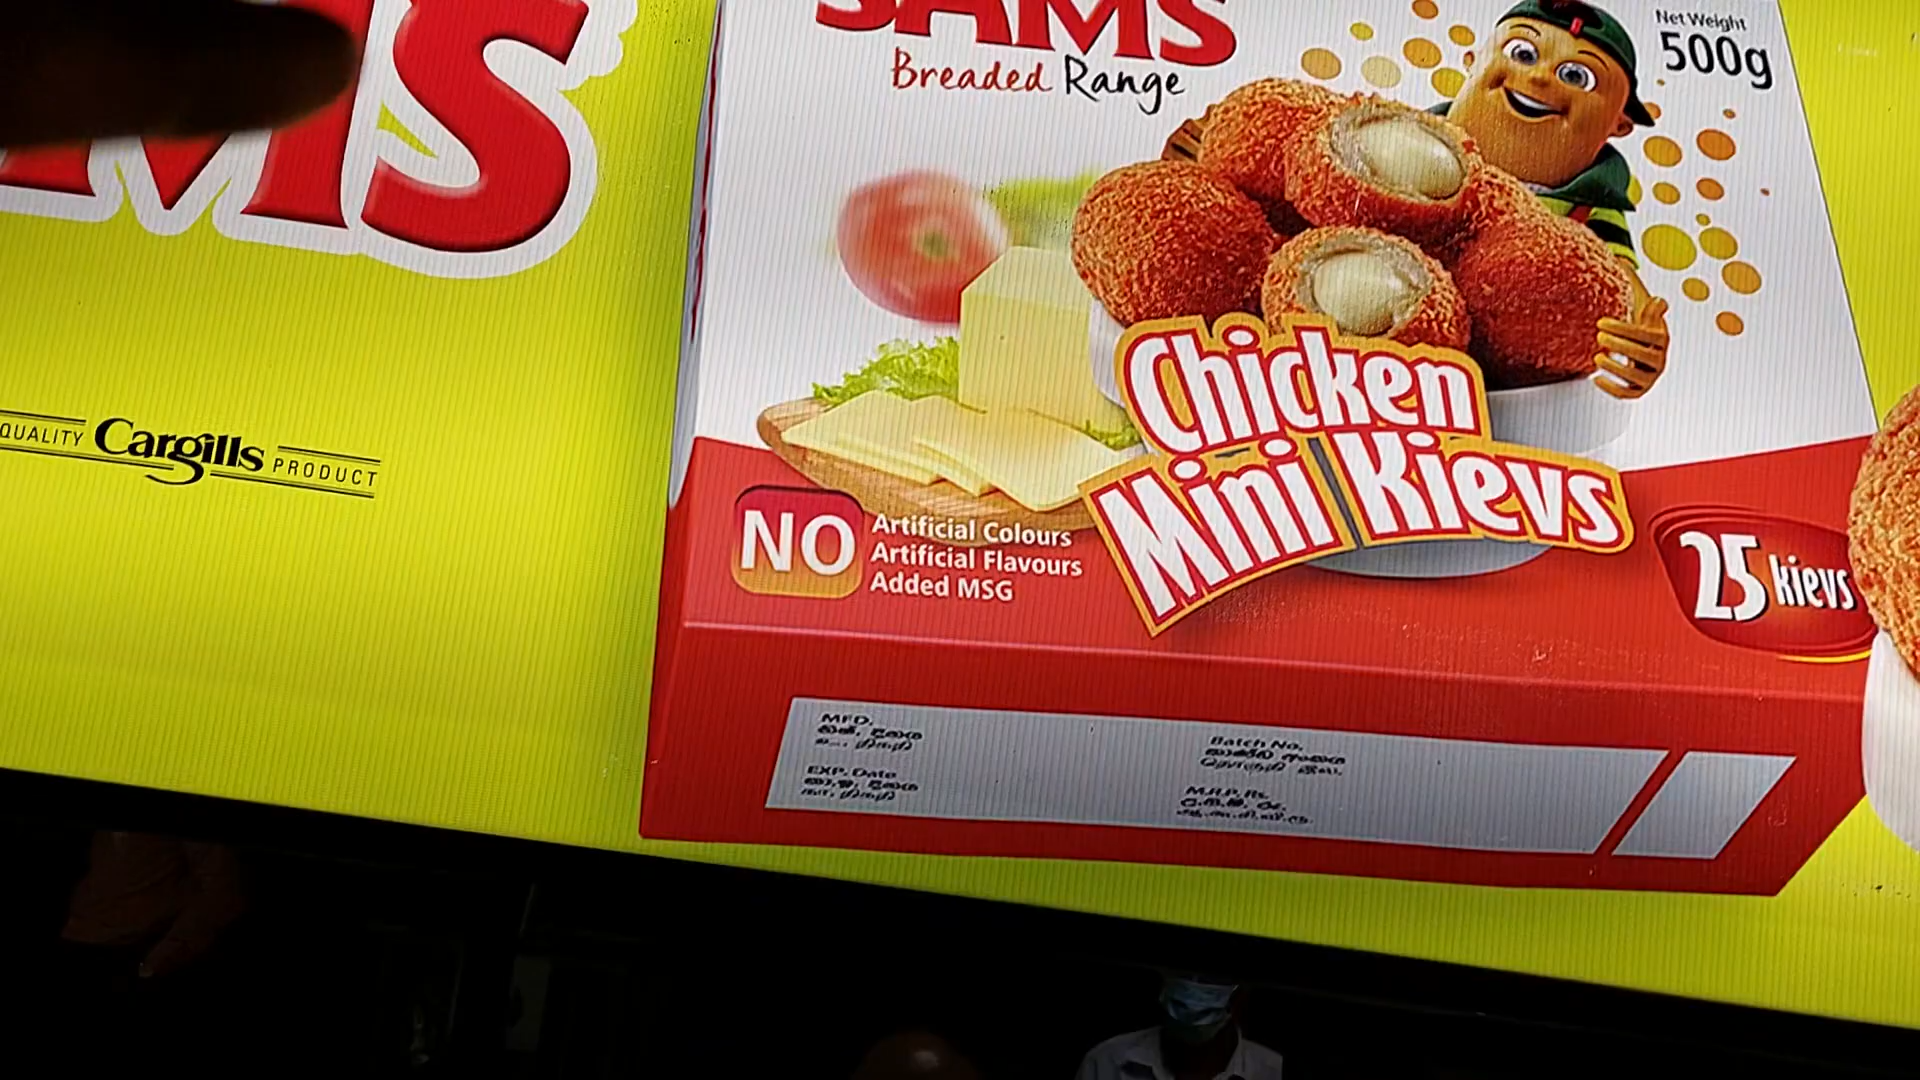 MS
QUALITY Cargills PRODUCT
SAMS
Breaded Range
Net Weight
500g
Chicken
Mini Kievs
NO
Artificial Colours
Artificial Flavours
Added MSG
25 kievs
MFD.
EXP. Date
Batch No.
M.R.P. Rs.